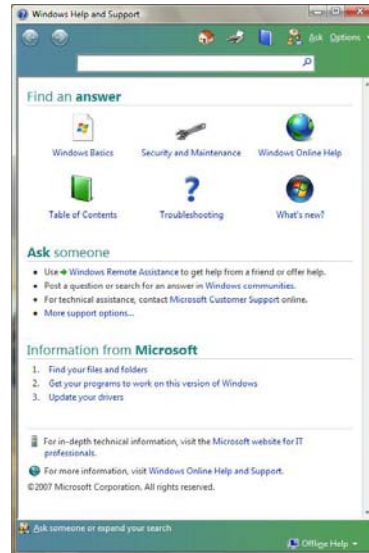 Windows Help and Support
Ask Options
Find an answer
Windows Basics
Security and Maintenance
Windows Online Help
Table of Contents
Troubleshooting
What's new?
Ask someone
Use Windows Remote Assistance to get help from a friend or offer help.
Post a question or search for an answer in Windows communities.
For technical assistance, contact Microsoft Customer Support online.
More support options...
Information from Microsoft
1. Find your files and folders
2. Get your programs to work on this version of Windows
3. Update your drivers
For in-depth technical information, visit the Microsoft website for IT
professionals.
For more information, visit Windows Online Help and Support.
©2007 Microsoft Corporation. All rights reserved.
Ask someone or expand your search
Offline Help